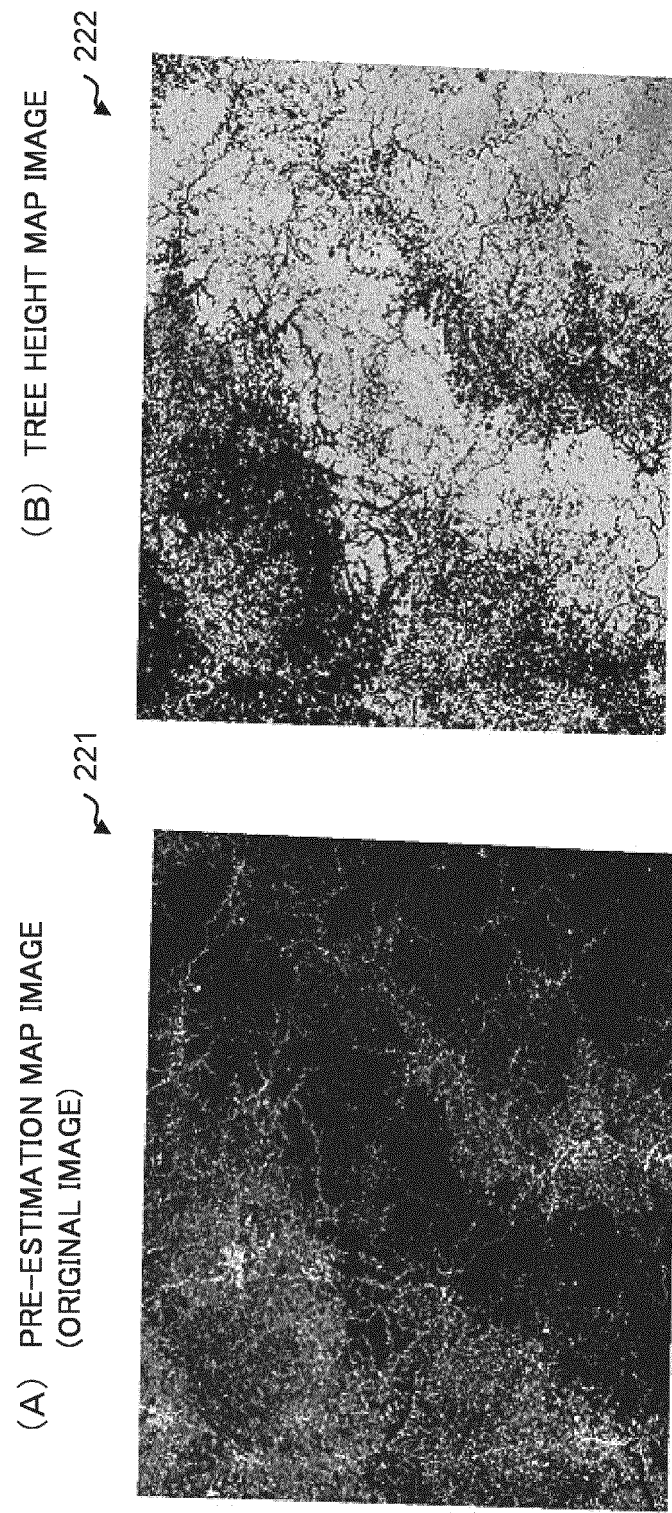 (A) PRE-ESTIMATION MAP IMAGE
(ORIGINAL IMAGE)
221
(B) TREE HEIGHT MAP IMAGE
222